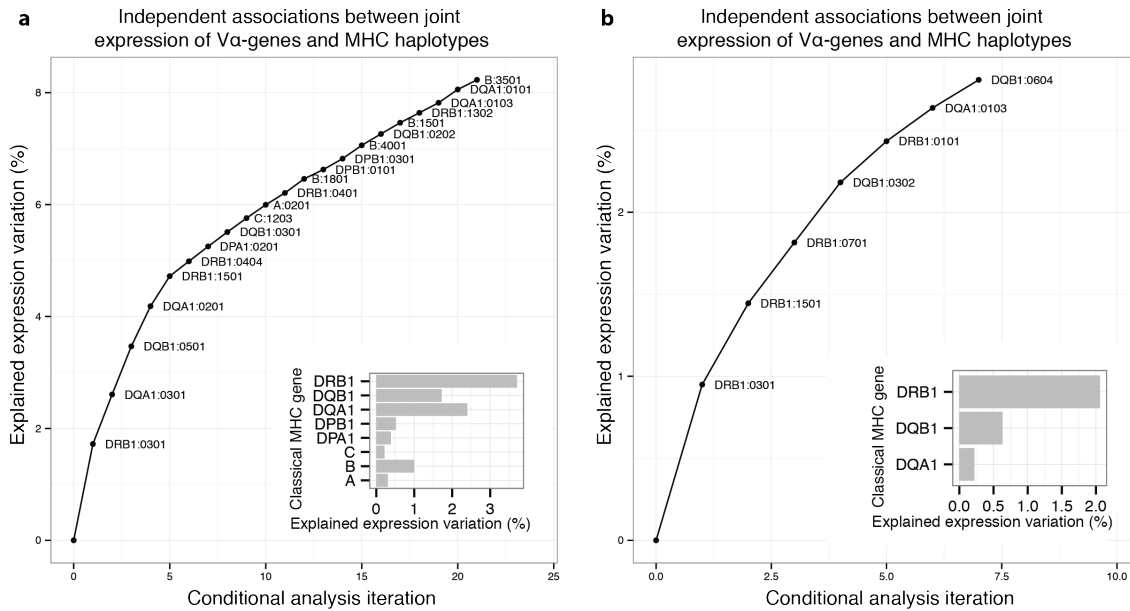 a
Independent associations between joint
expression of Vα-genes and MHC haplotypes
Explained expression variation (%)
8
6
4
2
0
B:3501
DQA1:0101
DQA1:0103
DRB1:1302
B:1501
DQB1:0202
B:4001
DPB1:0301
DPB1:0101
B:1801
DRB1:0401
A:0201
C:1203
DQB1:0301
DPA1:0201
DRB1:0404
DRB1:1501
DQA1:0201
DQB1:0501
DQA1:0301
DRB1:0301
Classical MHC gene
DRB1
DQB1
DQA1
DPB1
DPA1
C
B
A
0 1 2 3
Explained expression variation (%)
0 5 10 15 20 25
Conditional analysis iteration
b
Independent associations between joint
expression of Vα-genes and MHC haplotypes
Explained expression variation (%)
2
1
0
DQB1:0604
DQA1:0103
DRB1:0101
DQB1:0302
DRB1:0701
DRB1:1501
DRB1:0301
Classical MHC gene
DRB1
DQB1
DQA1
0.0 0.5 1.0 1.5 2.0
Explained expression variation (%)
0.0 2.5 5.0 7.5 10.0
Conditional analysis iteration